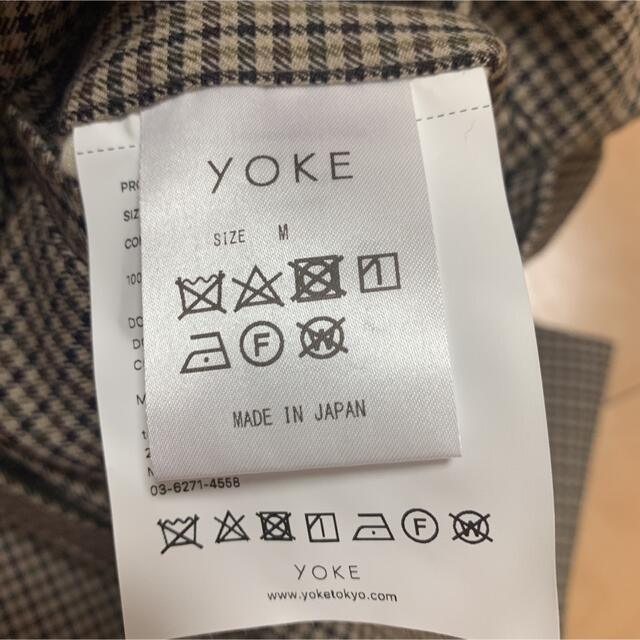 YOKE
SIZE M
F
W
MADE IN JAPAN
03-6271-4558
F
W
YOKE
www.yoketokyo.com